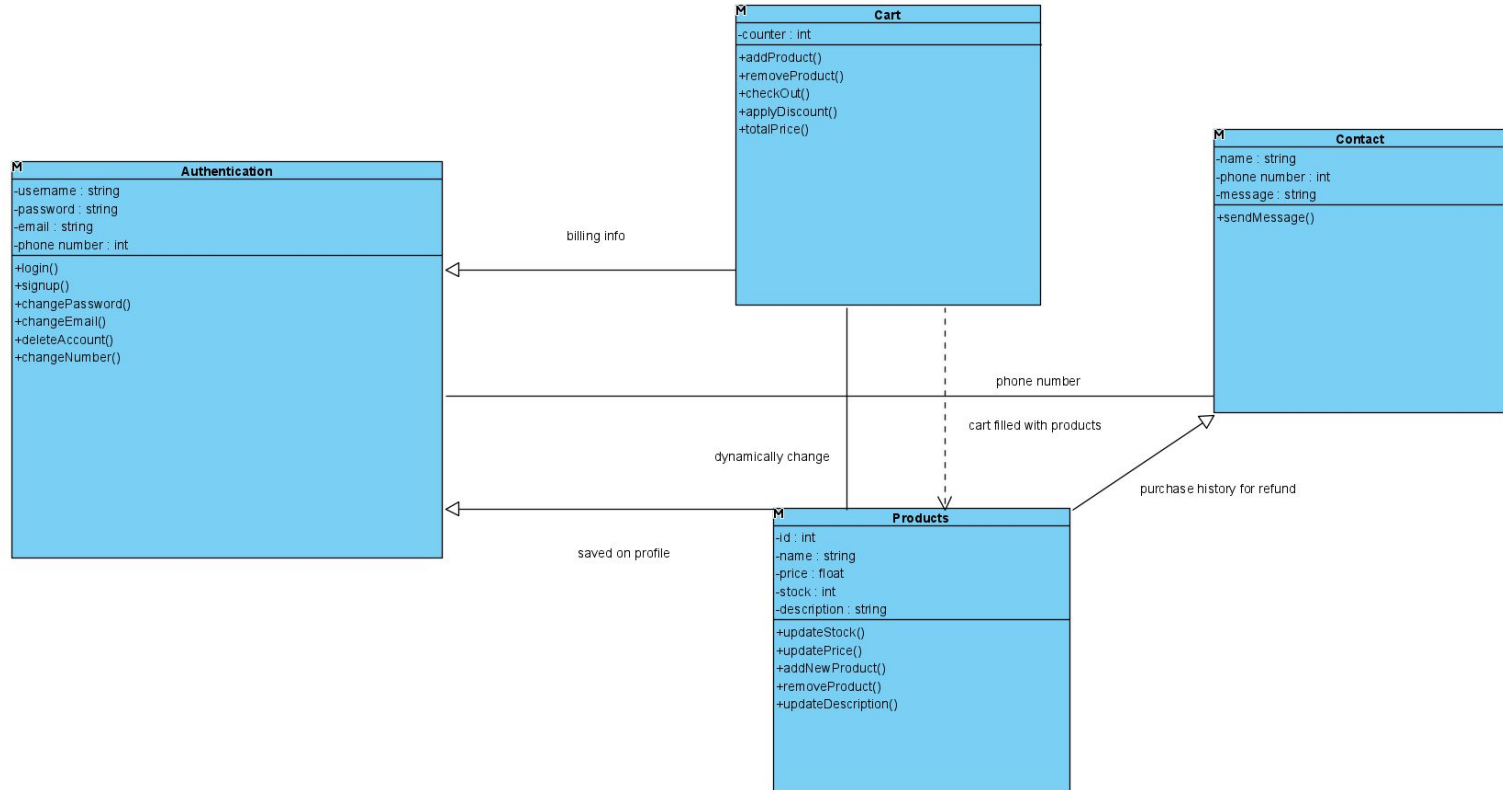 M
Cart
-counter : int
+addProduct()
+removeProduct()
+checkOut()
+applyDiscount()
+totalPrice()
M
Contact
-name : string
-phone number : int
-message : string
+sendMessage()
M
Authentication
-username : string
-password : string
-email : string
-phone number : int
+login()
+signup()
+changePassword()
+changeEmail()
+deleteAccount()
+changeNumber()
billing info
phone number
cart filled with products
dynamically change
purchase history for refund
saved on profile
M
Products
-id : int
-name : string
-price : float
-stock : int
-description : string
+updateStock()
+updatePrice()
+addNewProduct()
+removeProduct()
+updateDescription()